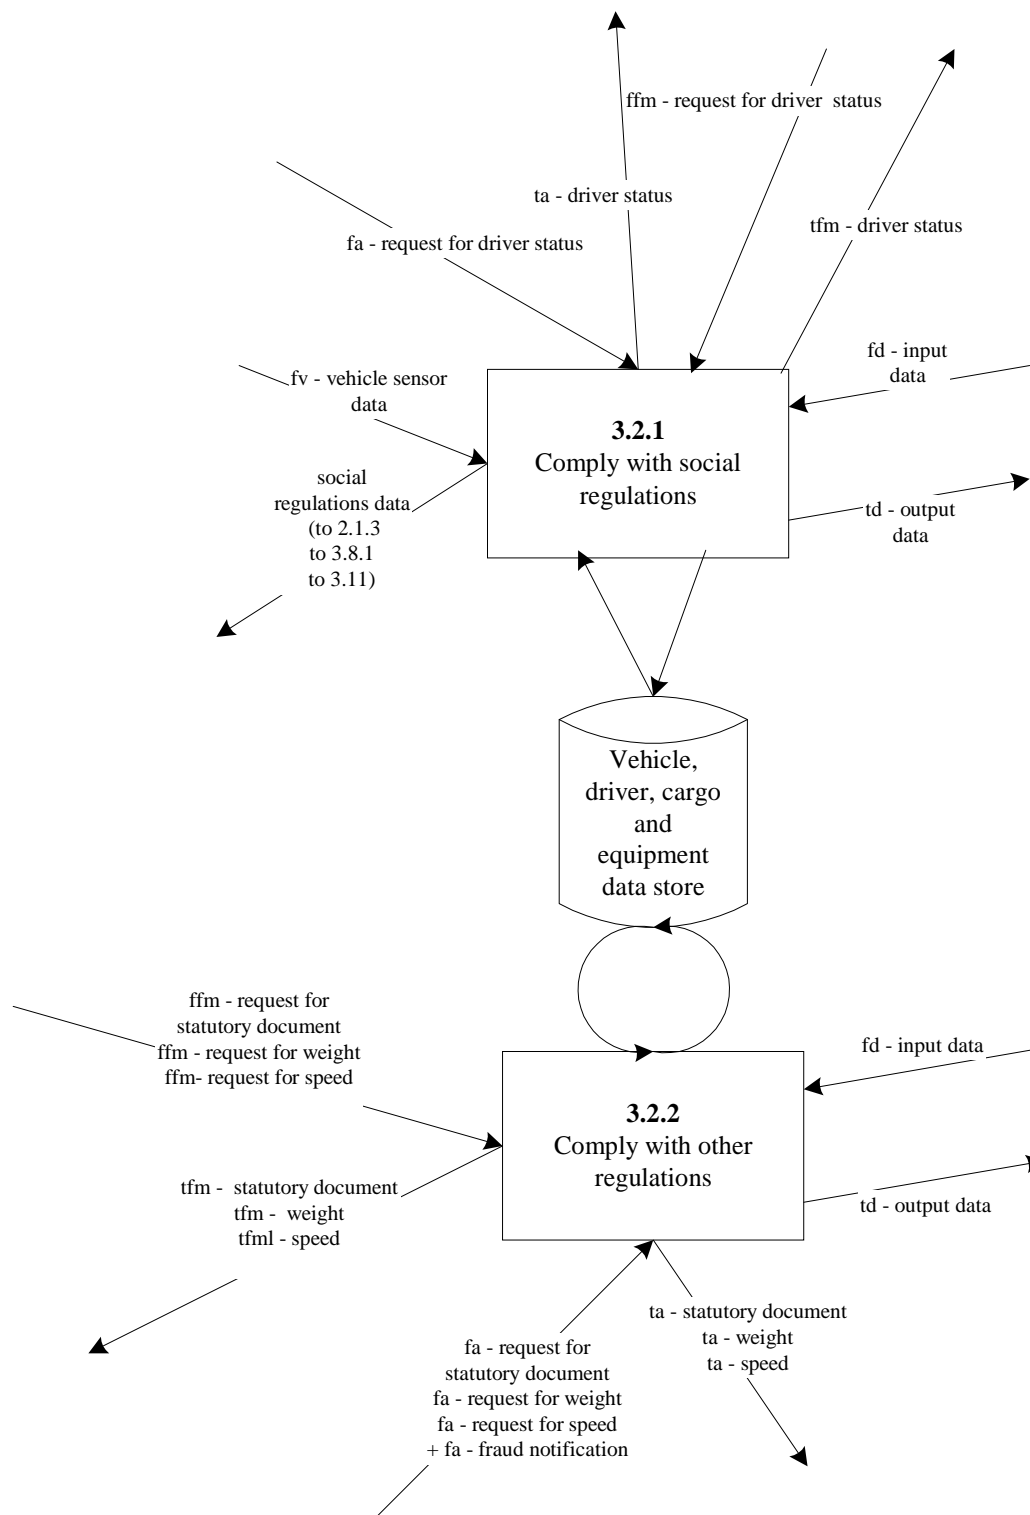 ffm - request for driver  status
ta - driver status
tfm - driver status
fa - request for driver status
fd - input
data
fv - vehicle sensor
data
3.2.1
Comply with social
regulations
social
regulations data
(to 2.1.3
to 3.8.1
to 3.11)
td - output
data
Vehicle,
driver, cargo
and
equipment
data store
ffm - request for
statutory document
ffm - request for weight
ffm- request for speed
fd - input data
3.2.2
Comply with other
regulations
tfm -  statutory document
tfm -  weight
tfml - speed
td - output data
ta - statutory document
ta - weight
ta - speed
fa - request for
statutory document
fa - request for weight
fa - request for speed
+ fa - fraud notification